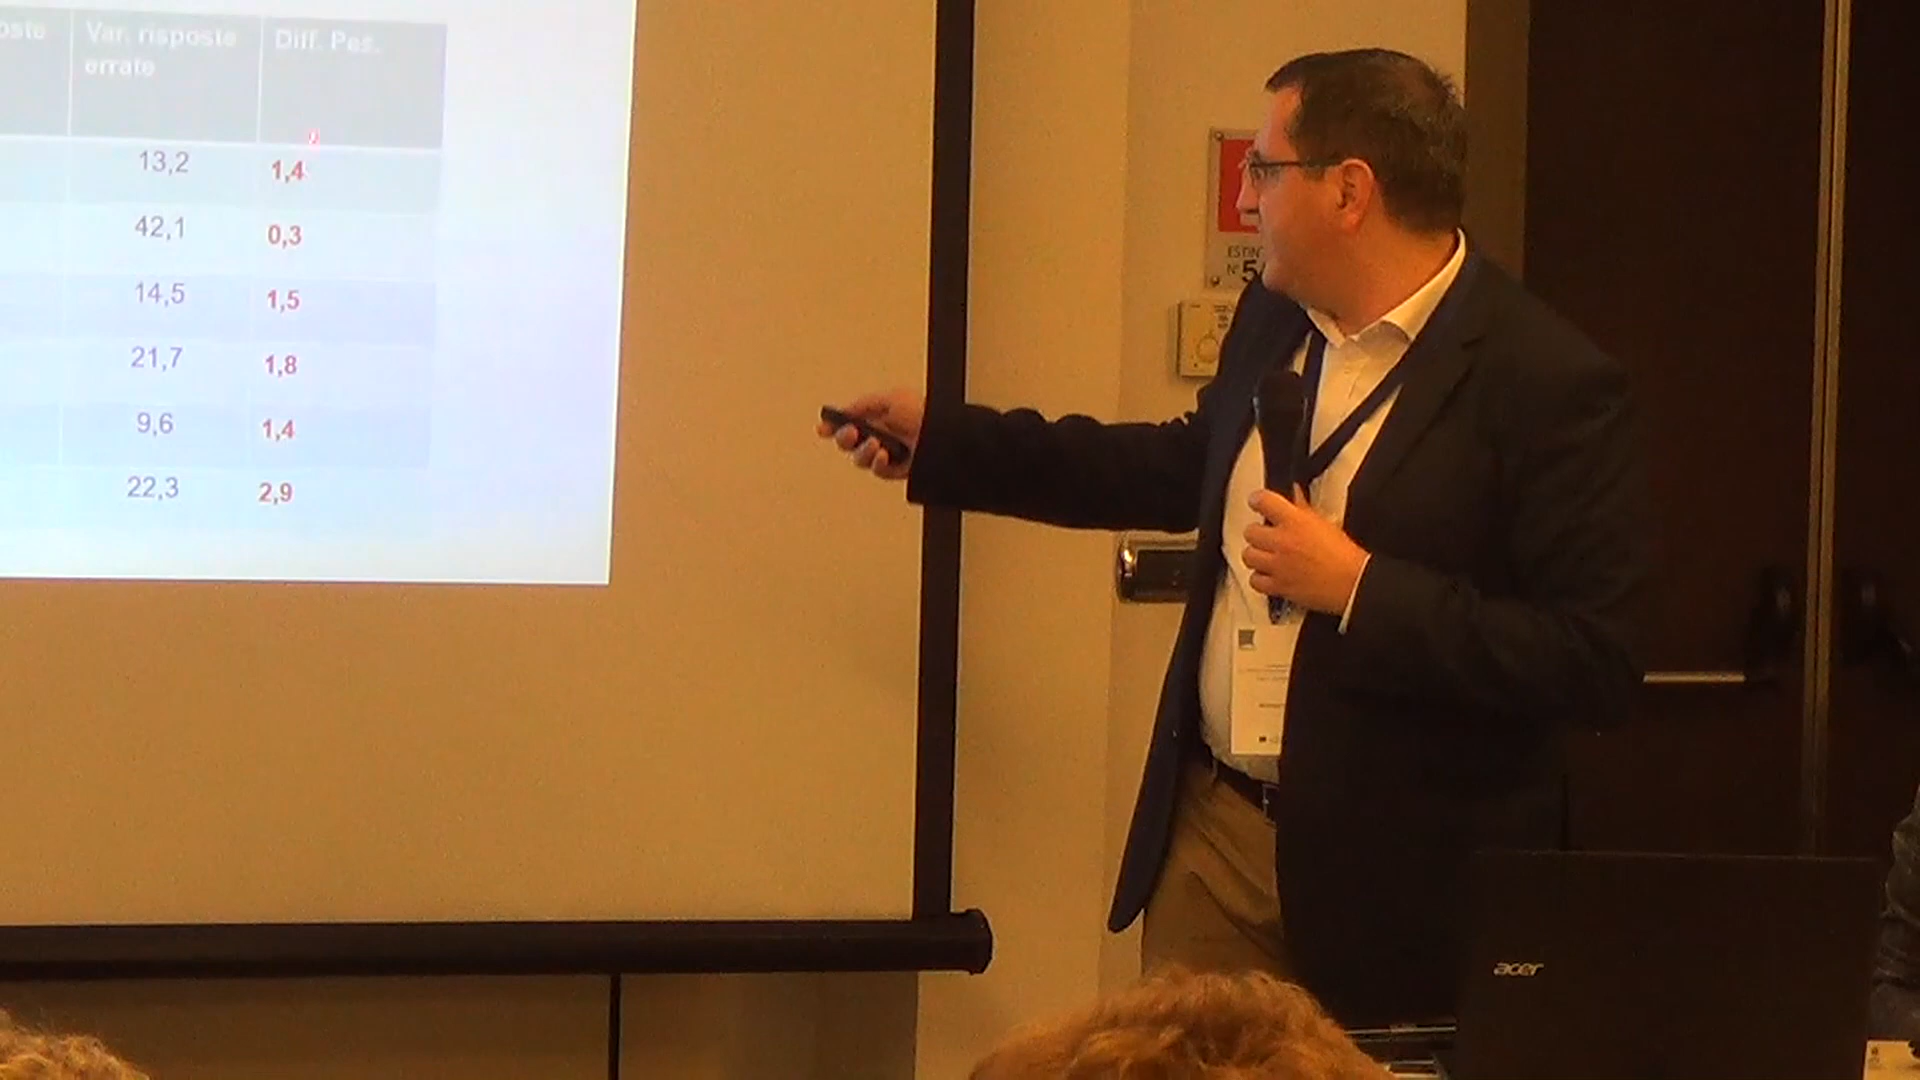 Var. risposte Diff. Pes.
errate
13,2 1,4
42,1 0,3
14,5 1,5
21,7 1,8
9,6 1,4
22,3 2,9
N° 5
acer